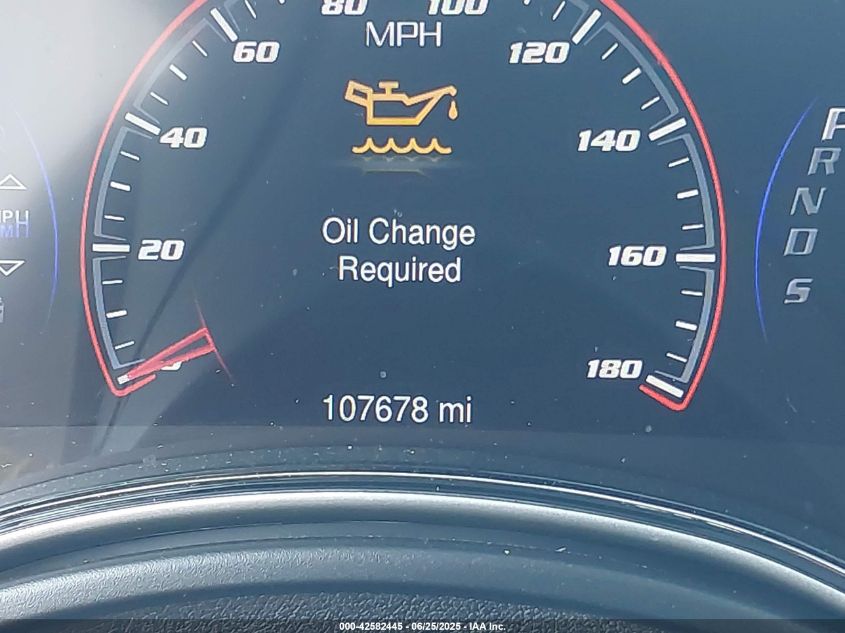 80 100
MPH
60 120
40 140
20 160
180
Oil Change
Required
107678 mi
MPH
P
R
N
D
S
000-42582445 - 06/25/2025 - IAA Inc.